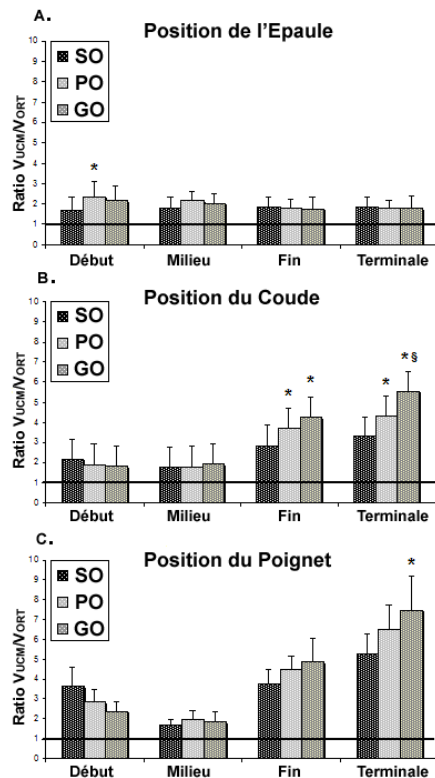 A.
Position de l'Epaule
SO
PO
GO
Ratio VUCM/VORT
10
9
8
7
6
5
4
3
2
1
0
*
Début Milieu Fin Terminale
B.
Position du Coude
SO
PO
GO
Ratio VUCM/VORT
10
9
8
7
6
5
4
3
2
1
0
* * * *§
Début Milieu Fin Terminale
C.
Position du Poignet
SO
PO
GO
Ratio VUCM/VORT
10
9
8
7
6
5
4
3
2
1
0
*
Début Milieu Fin Terminale